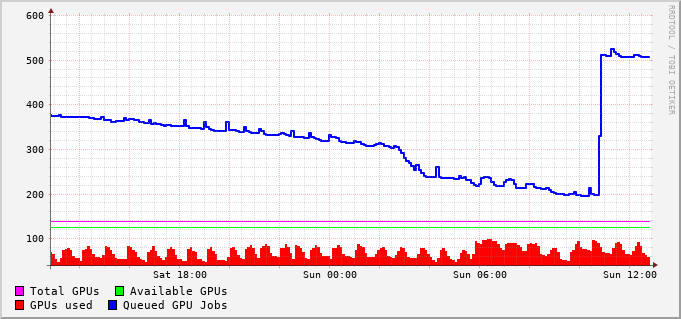 600
500
400
300
200
100
Sat 18:00 Sun 00:00 Sun 06:00 Sun 12:00
Total GPUs Available GPUs
GPUs used Queued GPU Jobs
RRDTOOL / TOBI OETIKER